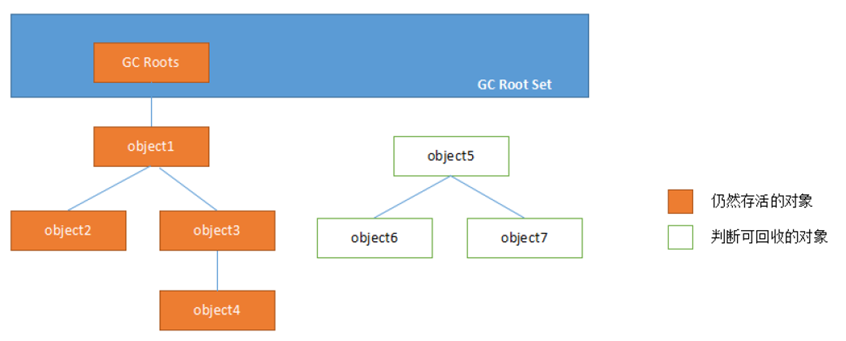 GC Roots
GC Root Set
object1
object5
object2
object3
object6
object7
object4
仍然存活的对象
判断可回收的对象